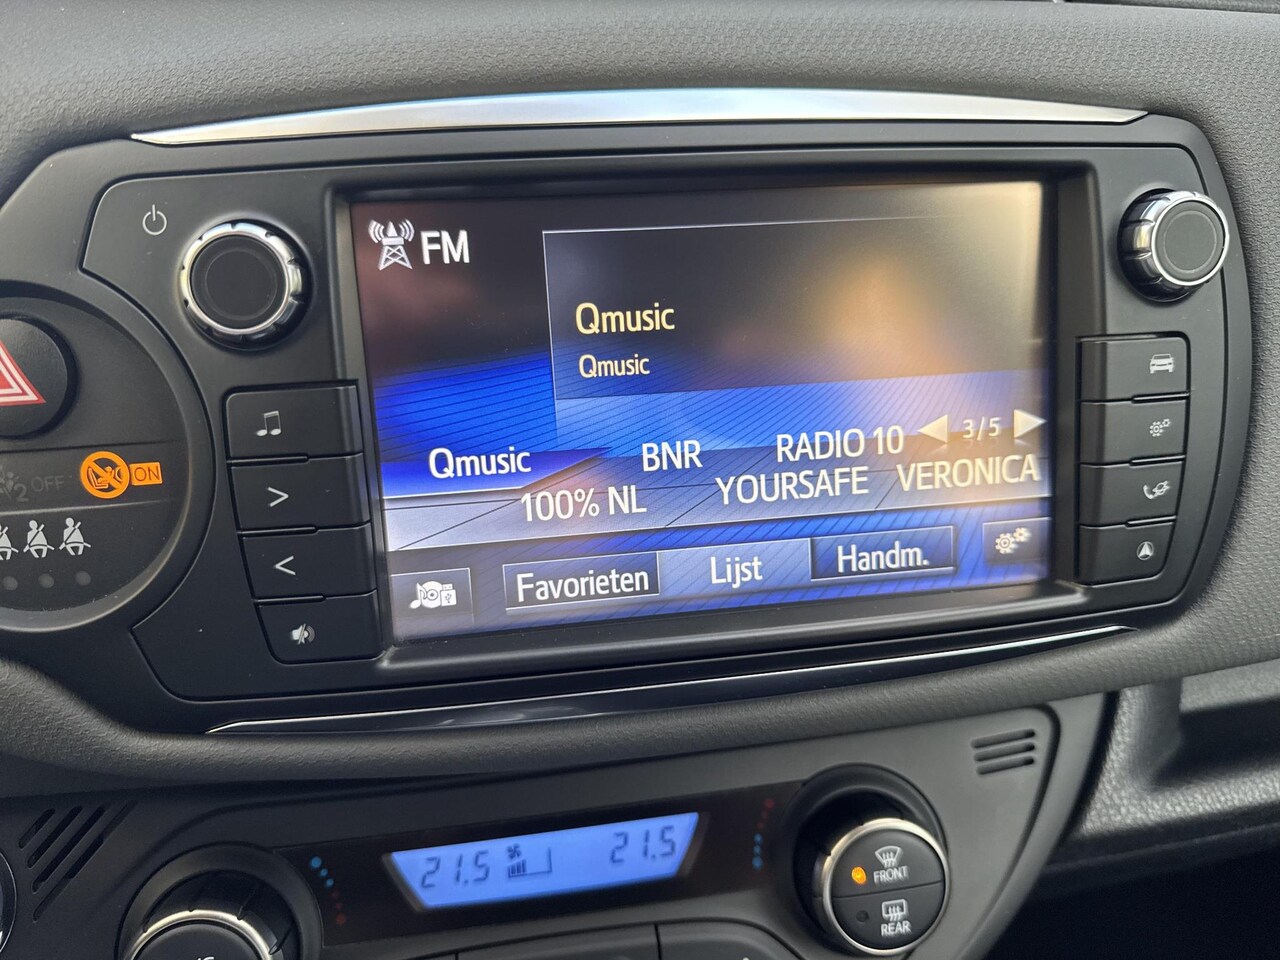 FM
Qmusic
Qmusic
3/5
Qmusic BNR RADIO 10
100% NL YOURSAFE VERONICA
Favorieten Lijst Handm.
2 OFF ON
21.5 21.5
FRONT
REAR